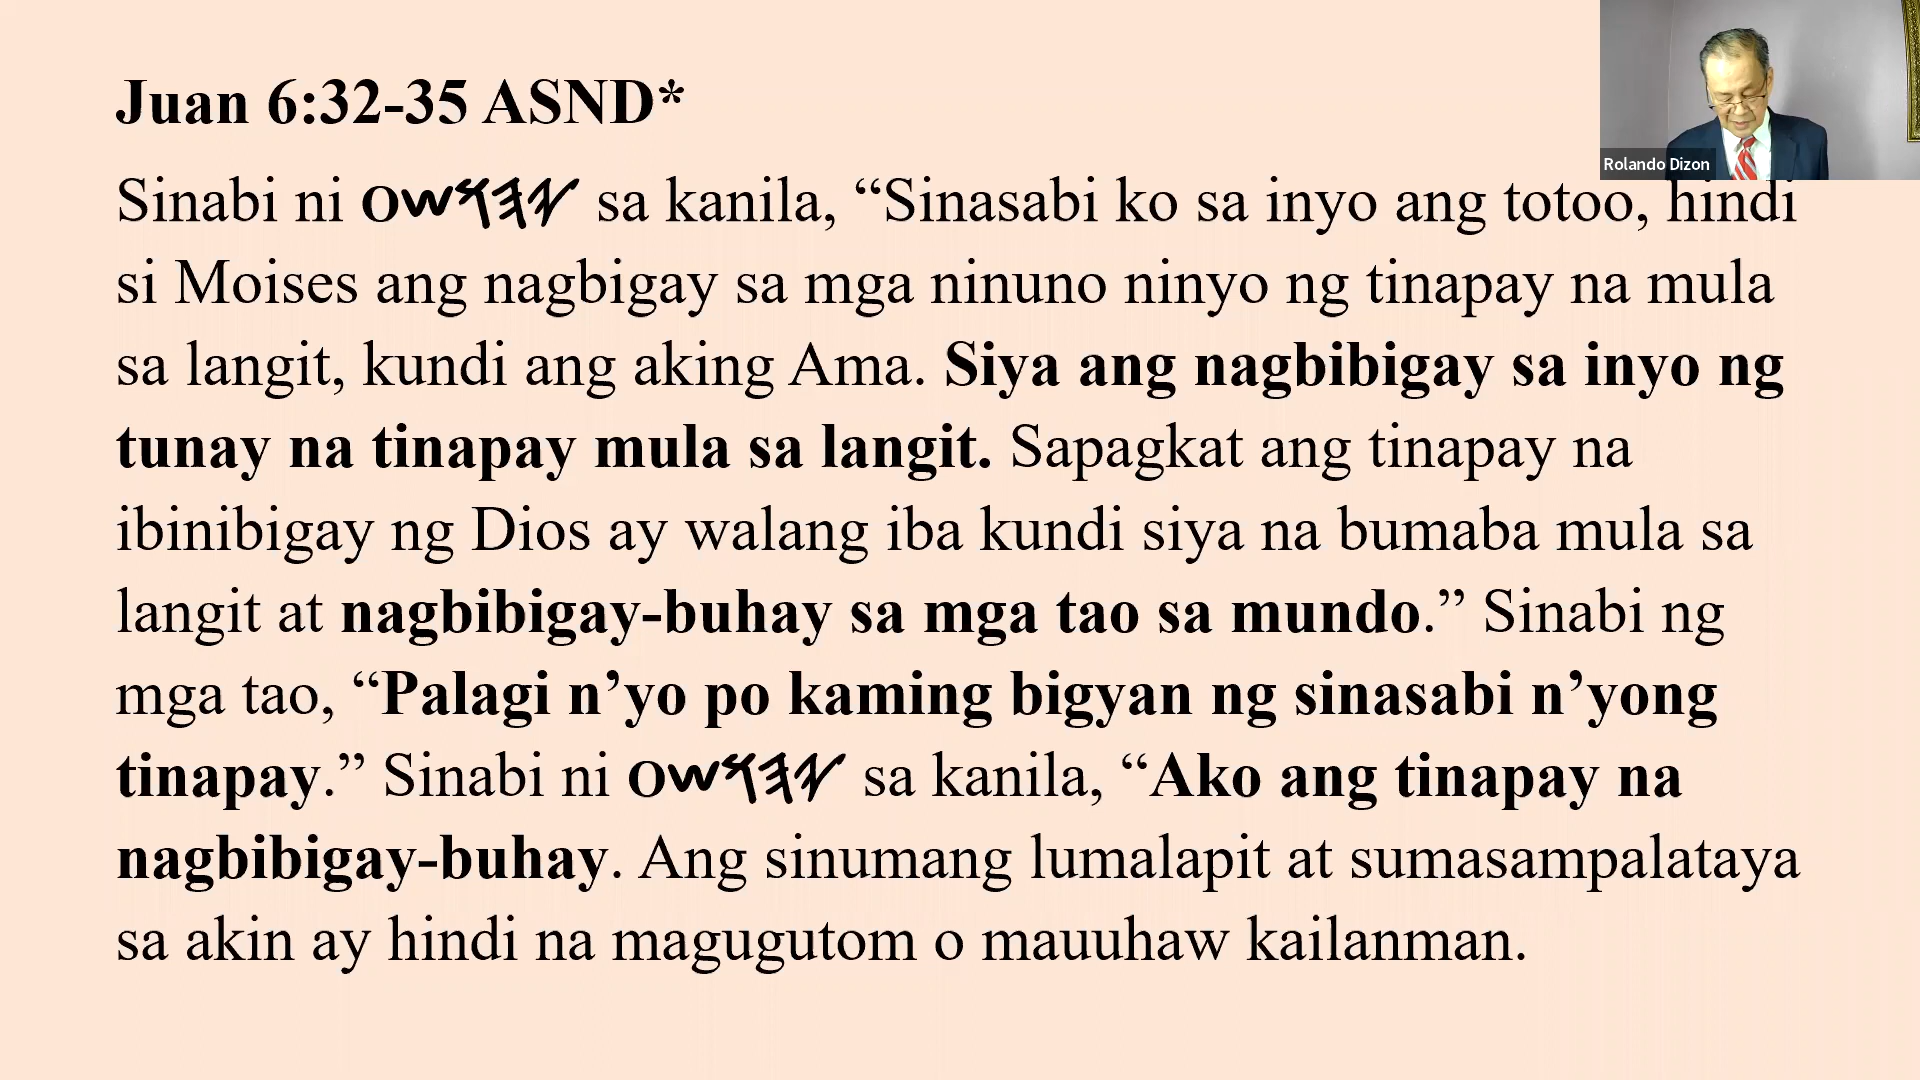 Juan 6:32-35 ASND*
Rolando Dizon
Sinabi ni 𐤉𐤄𐤅𐤔𐤏 sa kanila, “Sinasabi ko sa inyo ang totoo, hindi
si Moises ang nagbigay sa mga ninuno ninyo ng tinapay na mula
sa langit, kundi ang aking Ama. Siya ang nagbibigay sa inyo ng
tunay na tinapay mula sa langit. Sapagkat ang tinapay na
ibinibigay ng Dios ay walang iba kundi siya na bumaba mula sa
langit at nagbibigay-buhay sa mga tao sa mundo.” Sinabi ng
mga tao, “Palagi n’yo po kaming bigyan ng sinasabi n’yong
tinapay.” Sinabi ni 𐤉𐤄𐤅𐤔𐤏 sa kanila, “Ako ang tinapay na
nagbibigay-buhay. Ang sinumang lumalapit at sumasampalataya
sa akin ay hindi na magugutom o mauuhaw kailanman.